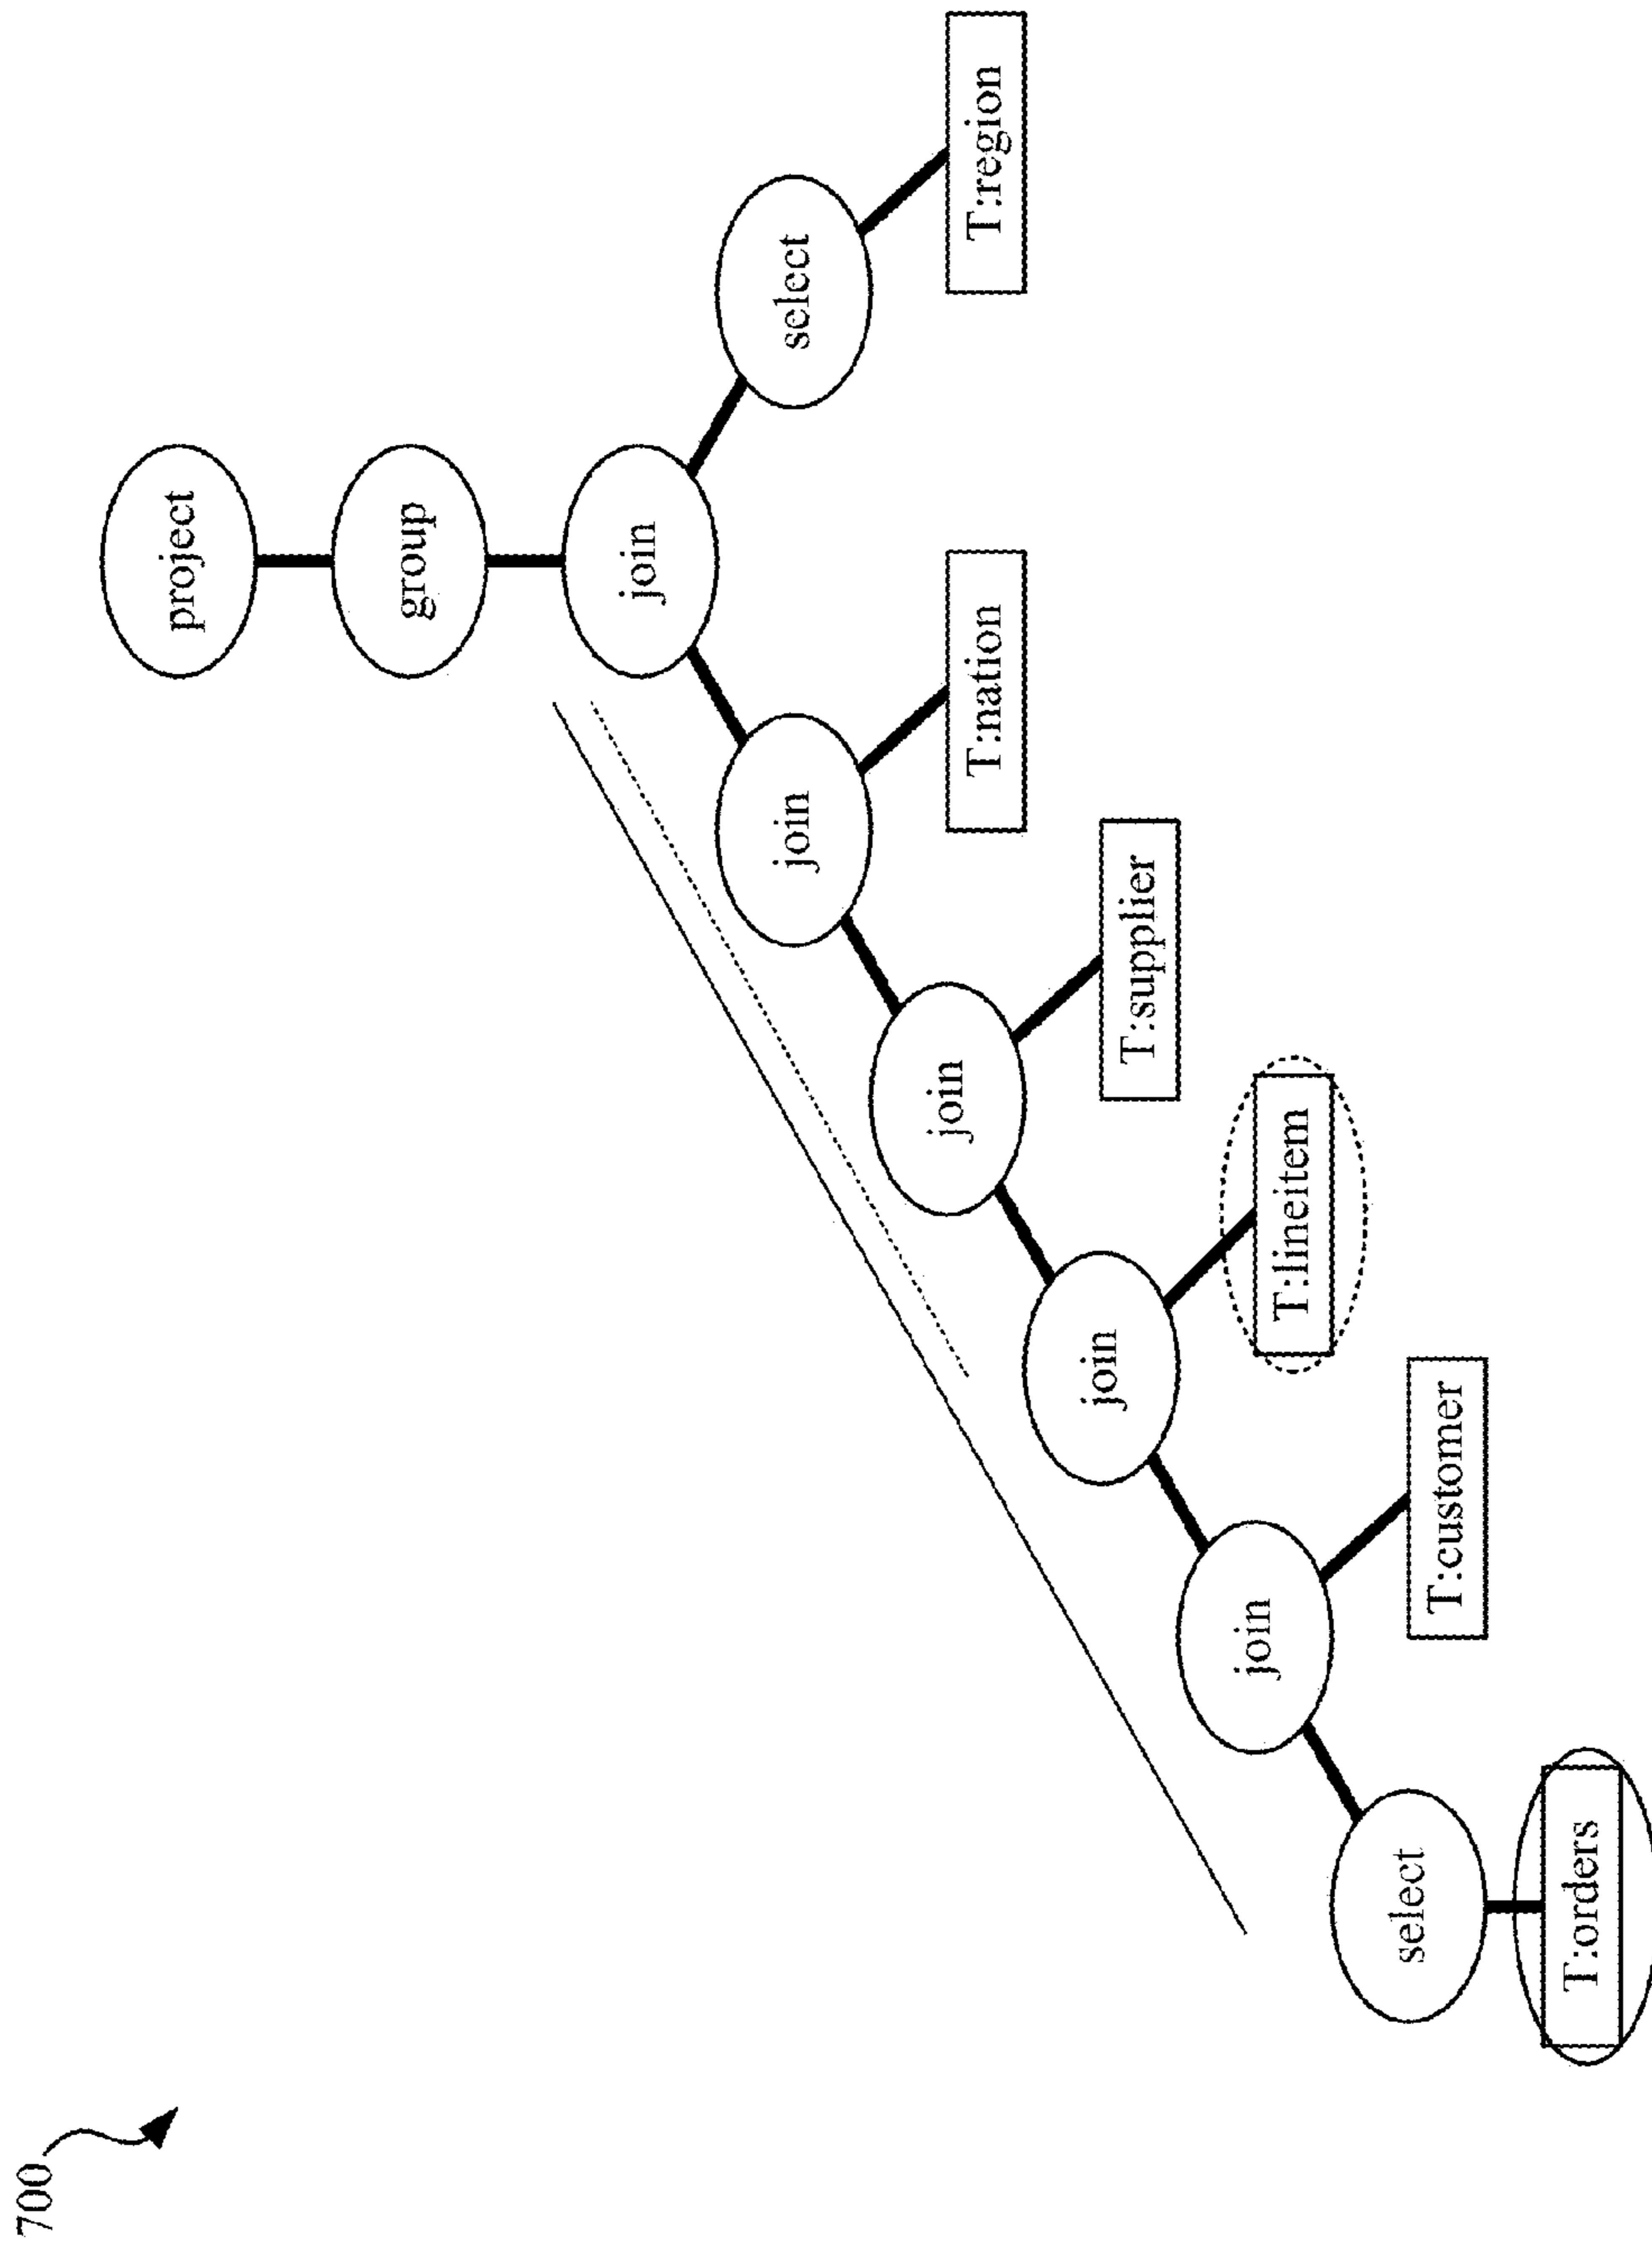 700
project
group
join
join
select
join
T:nation
T:region
join
T:supplier
join
T:lineitem
select
T:customer
T:orders